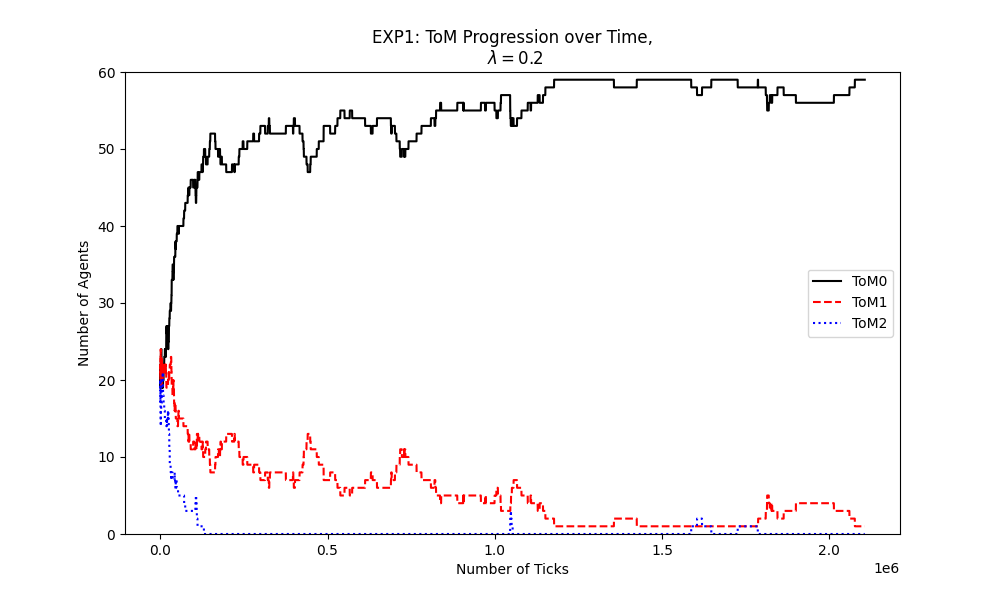 EXP1: ToM Progression over Time,
λ = 0.2
Number of Agents
60
50
40
30
20
10
0
ToM0
ToM1
ToM2
0.0 0.5 1.0 1.5 2.0
1e6
Number of Ticks